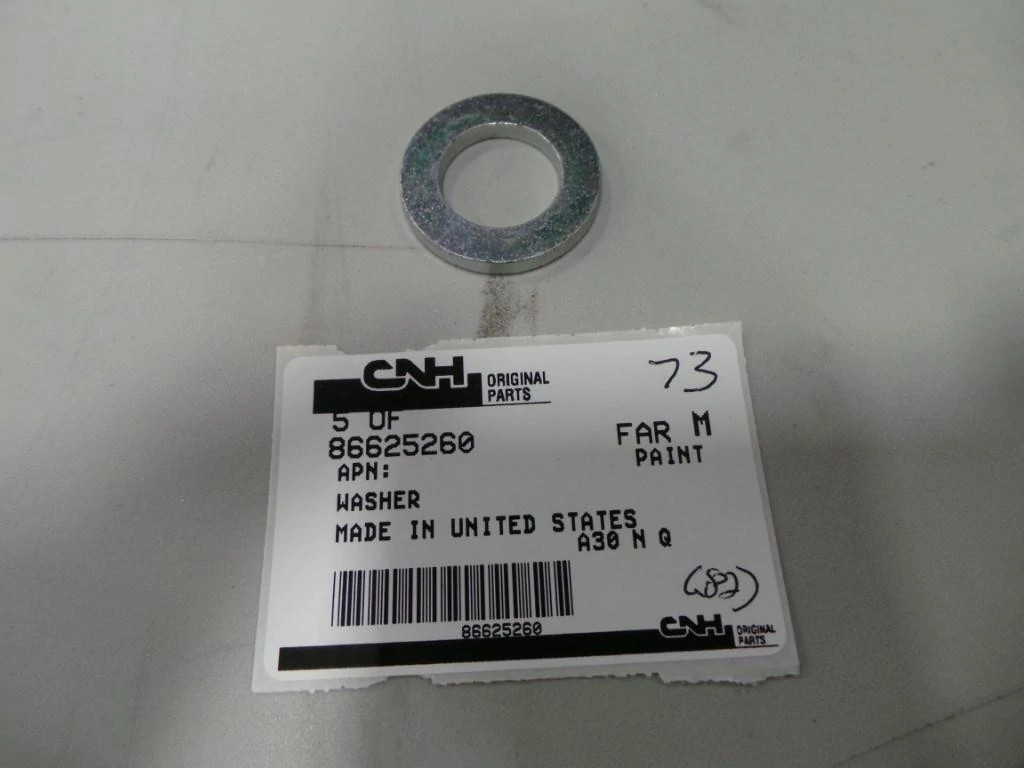 CNH ORIGINAL PARTS
73
5 OF
86625260
FAR M
PAINT
APN:
WASHER
MADE IN UNITED STATES
A30 N Q
86625260
CNH ORIGINAL PARTS